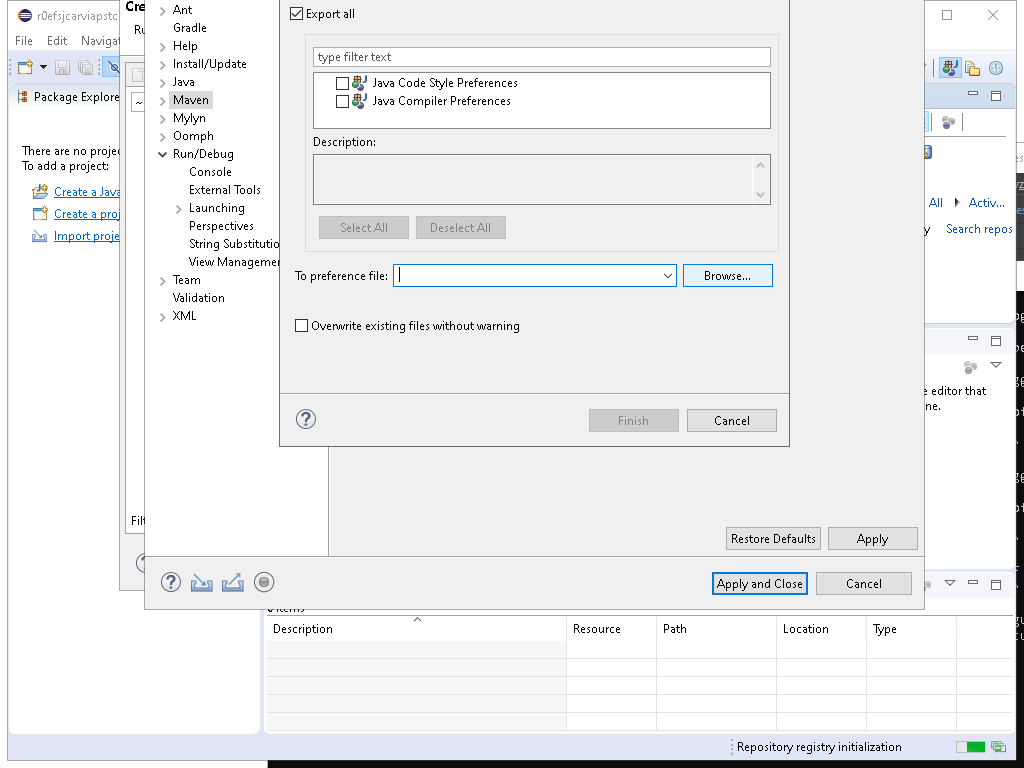 r0efsjcarviapstc
File Edit Navigat
Package Explore
There are no proje
To add a project:
Create a Java
Create a proj
Import proje
Cre
Ru
~
Filt
Ant
Gradle
Help
Install/Update
Java
Maven
Mylyn
Oomph
Run/Debug
Console
External Tools
Launching
Perspectives
String Substitutio
View Managemen
Team
Validation
XML
Export all
type filter text
Java Code Style Preferences
Java Compiler Preferences
Description:
Select All Deselect All
To preference file: Browse...
Overwrite existing files without warning
Finish Cancel
Restore Defaults Apply
Apply and Close Cancel
All Activ...
y Search repos
e editor that
ne.
Description Resource Path Location Type
Repository registry initialization